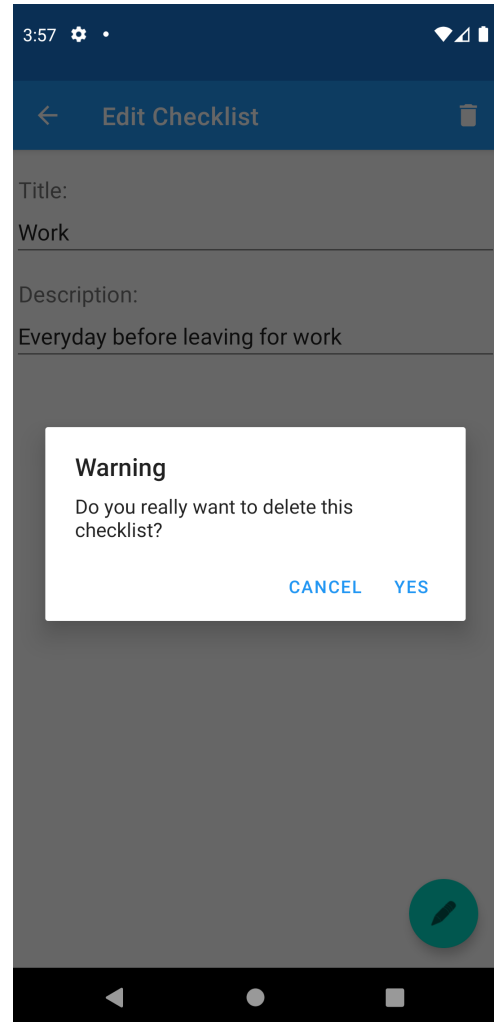 3:57
Edit Checklist
Title:
Work
Description:
Everyday before leaving for work
Warning
Do you really want to delete this
checklist?
CANCEL YES